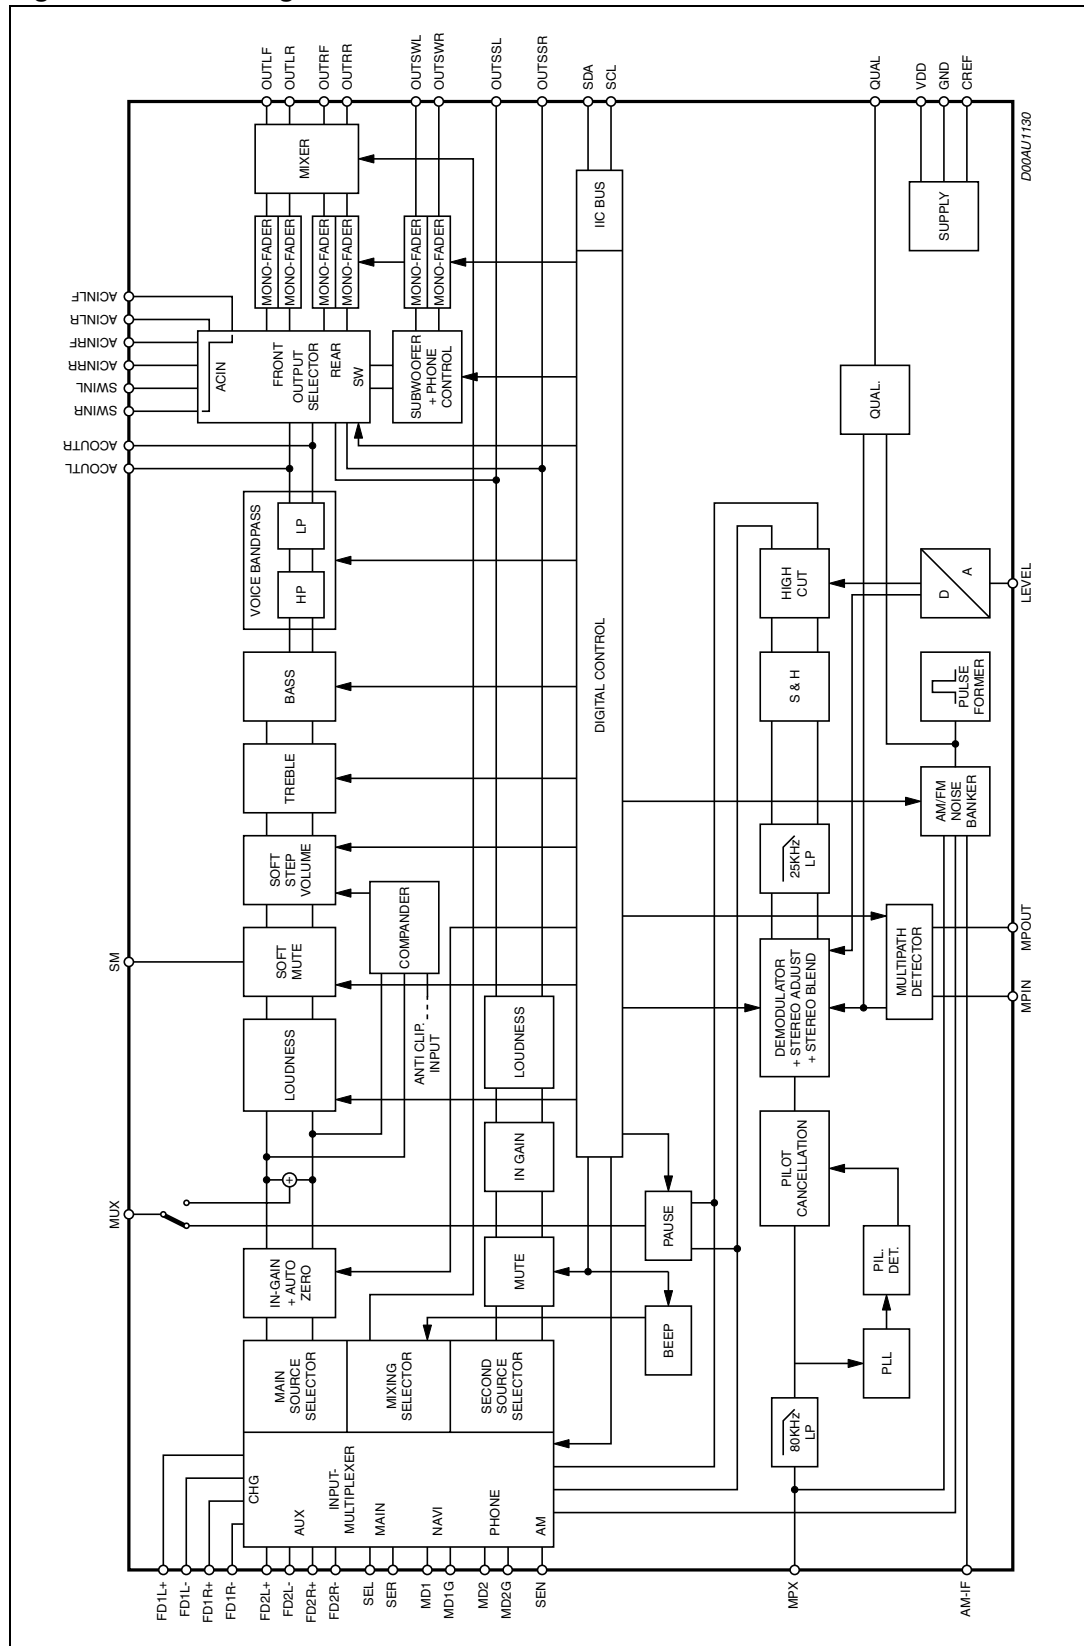 OUTLF
OUTLR
OUTRF
OUTRR
OUTSWL
OUTSWR
OUTSSL
OUTSSR
SDA
SCL
QUAL
VDD
GND
CREF
D00AU1130
MIXER
IIC BUS
SUPPLY
MONO-FADER
MONO-FADER
MONO-FADER
MONO-FADER
MONO-FADER
MONO-FADER
ACINLF
ACINLR
ACINRF
ACINRR
SWINL
SWINR
ACOUTR
ACOUTL
ACIN
FRONT
OUTPUT
SELECTOR
REAR
SW
SUBWOOFER
+ PHONE
CONTROL
QUAL.
VOICE BANDPASS
LP
HP
HIGH
CUT
D
A
LEVEL
BASS
S & H
PULSE
FORMER
DIGITAL CONTROL
TREBLE
AM/FM
NOISE
BANKER
SOFT
STEP
VOLUME
25KHz
LP
COMPANDER
SM
SOFT
MUTE
ANTI CLIP.
INPUT
LOUDNESS
DEMODULATOR
+ STEREO ADJUST
+ STEREO BLEND
MULTIPATH
DETECTOR
MPOUT
MPIN
LOUDNESS
IN GAIN
PILOT
CANCELLATION
MUX
+
PAUSE
IN-GAIN
+ AUTO
ZERO
MUTE
PIL.
DET.
BEEP
PLL
MAIN
SOURCE
SELECTOR
MIXING
SELECTOR
SECOND
SOURCE
SELECTOR
80KHz
LP
CHG
AUX
INPUT-
MULTIPLEXER
MAIN
NAVI
PHONE
AM
FD1L+
FD1L-
FD1R+
FD1R-
FD2L+
FD2L-
FD2R+
FD2R-
SEL
SER
MD1
MD1G
MD2
MD2G
SEN
MPX
AM-IF